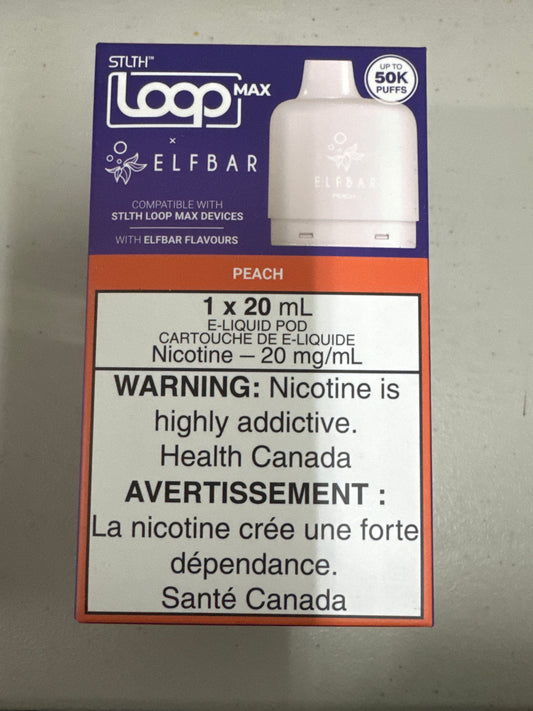 STLTH™
Loop MAX
UP TO
50K
PUFFS
x
ELFBAR
ELFBAR
PEACH
COMPATIBLE WITH
STLTH LOOP MAX DEVICES
WITH ELFBAR FLAVOURS
PEACH
1 x 20 mL
E-LIQUID POD
CARTOUCHE DE E-LIQUIDE
Nicotine – 20 mg/mL
WARNING: Nicotine is
highly addictive.
Health Canada
AVERTISSEMENT :
La nicotine crée une forte
dépendance.
Santé Canada